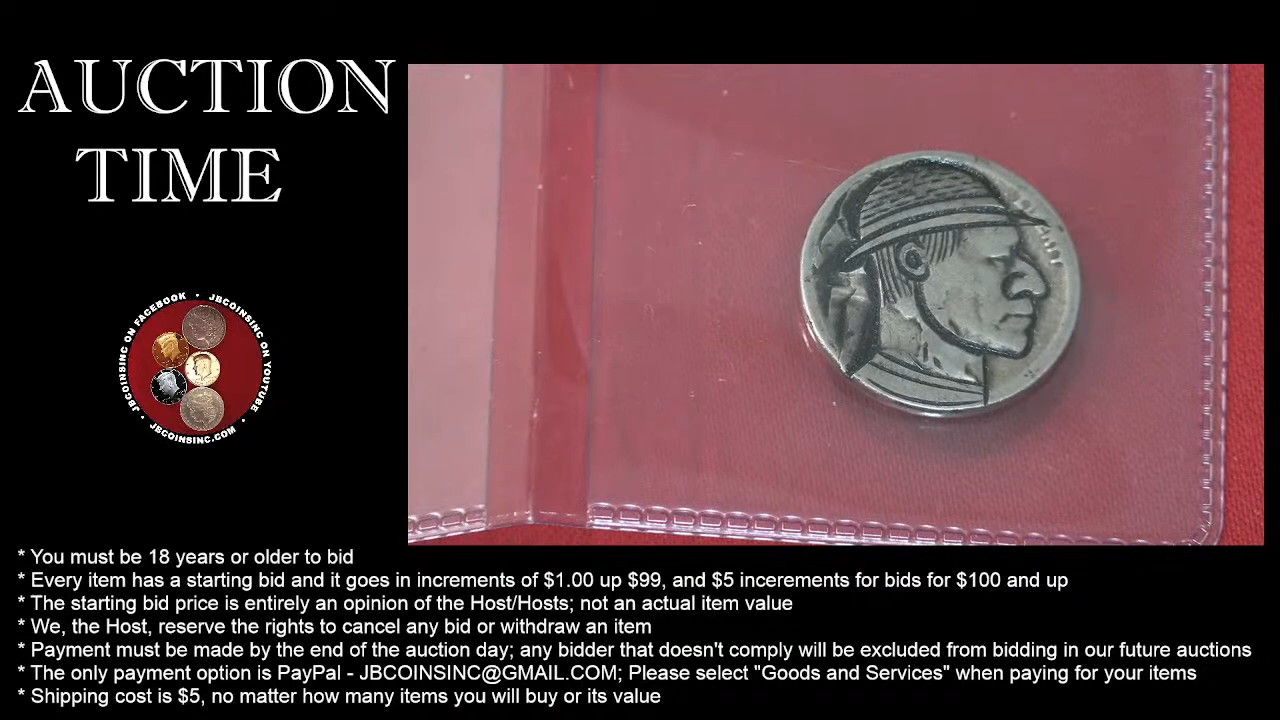 AUCTION
TIME
JBCOINSINC ON FACEBOOK • JBCOINSINC ON YOUTUBE • JBCOINSINC.COM •
* You must be 18 years or older to bid
* Every item has a starting bid and it goes in increments of $1.00 up $99, and $5 incerements for bids for $100 and up
* The starting bid price is entirely an opinion of the Host/Hosts; not an actual item value
* We, the Host, reserve the rights to cancel any bid or withdraw an item
* Payment must be made by the end of the auction day; any bidder that doesn't comply will be excluded from bidding in our future auctions
* The only payment option is PayPal - JBCOINSINC@GMAIL.COM; Please select "Goods and Services" when paying for your items
* Shipping cost is $5, no matter how many items you will buy or its value